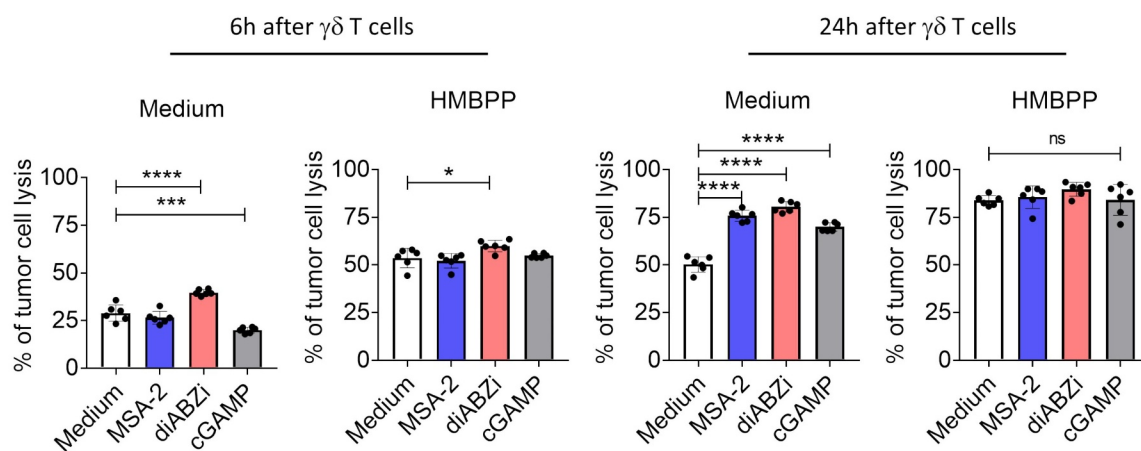 6h after γδ T cells
24h after γδ T cells
Medium
HMBPP
Medium
HMBPP
% of tumor cell lysis
100
75
50
25
0
****
***
Medium
MSA-2
diABZi
cGAMP
% of tumor cell lysis
100
75
50
25
0
*
Medium
MSA-2
diABZi
cGAMP
% of tumor cell lysis
100
75
50
25
0
****
****
****
Medium
MSA-2
diABZi
cGAMP
% of tumor cell lysis
100
75
50
25
0
ns
Medium
MSA-2
diABZi
cGAMP